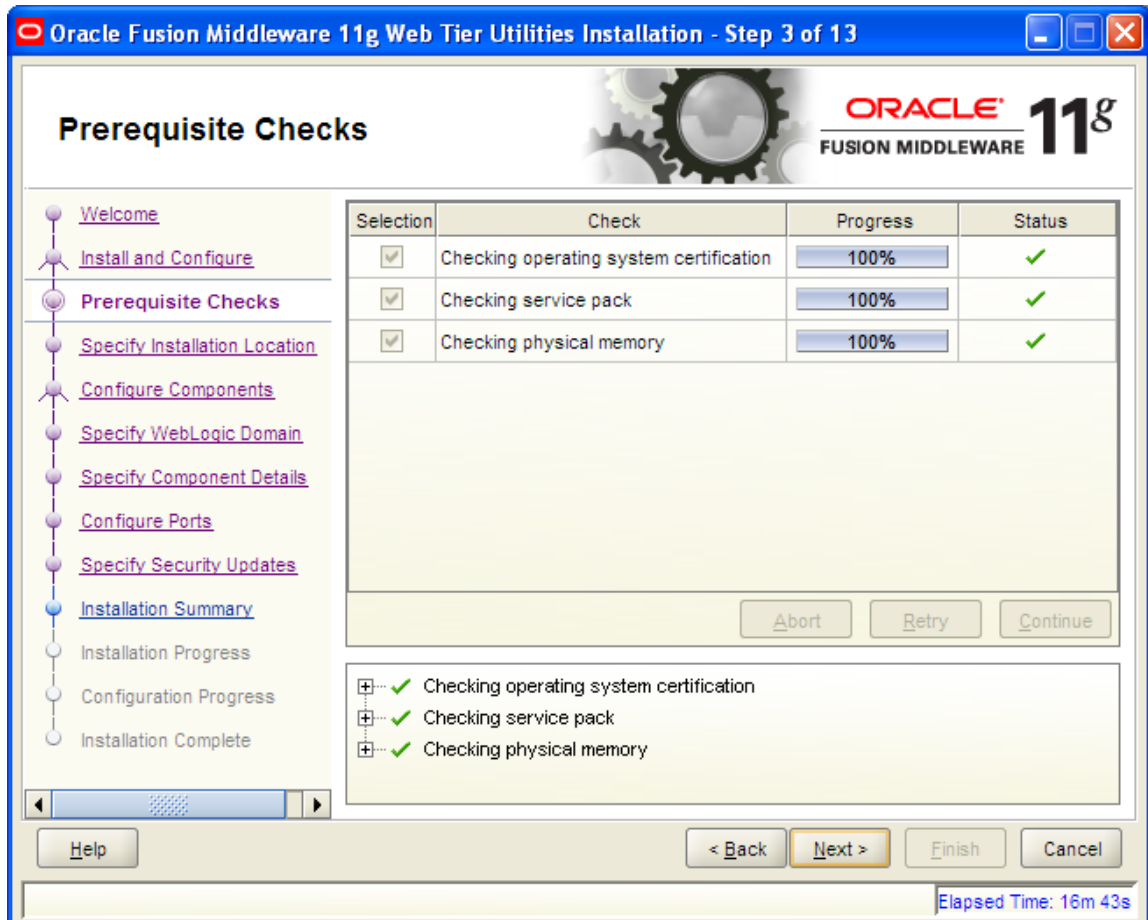 Oracle Fusion Middleware 11g Web Tier Utilities Installation - Step 3 of 13
Prerequisite Checks
ORACLE®
FUSION MIDDLEWARE
11g
Welcome
Install and Configure
Prerequisite Checks
Specify Installation Location
Configure Components
Specify WebLogic Domain
Specify Component Details
Configure Ports
Specify Security Updates
Installation Summary
Installation Progress
Configuration Progress
Installation Complete
Selection Check Progress Status
Checking operating system certification 100%
Checking service pack 100%
Checking physical memory 100%
Abort Retry Continue
Checking operating system certification
Checking service pack
Checking physical memory
Help < Back Next > Finish Cancel
Elapsed Time: 16m 43s